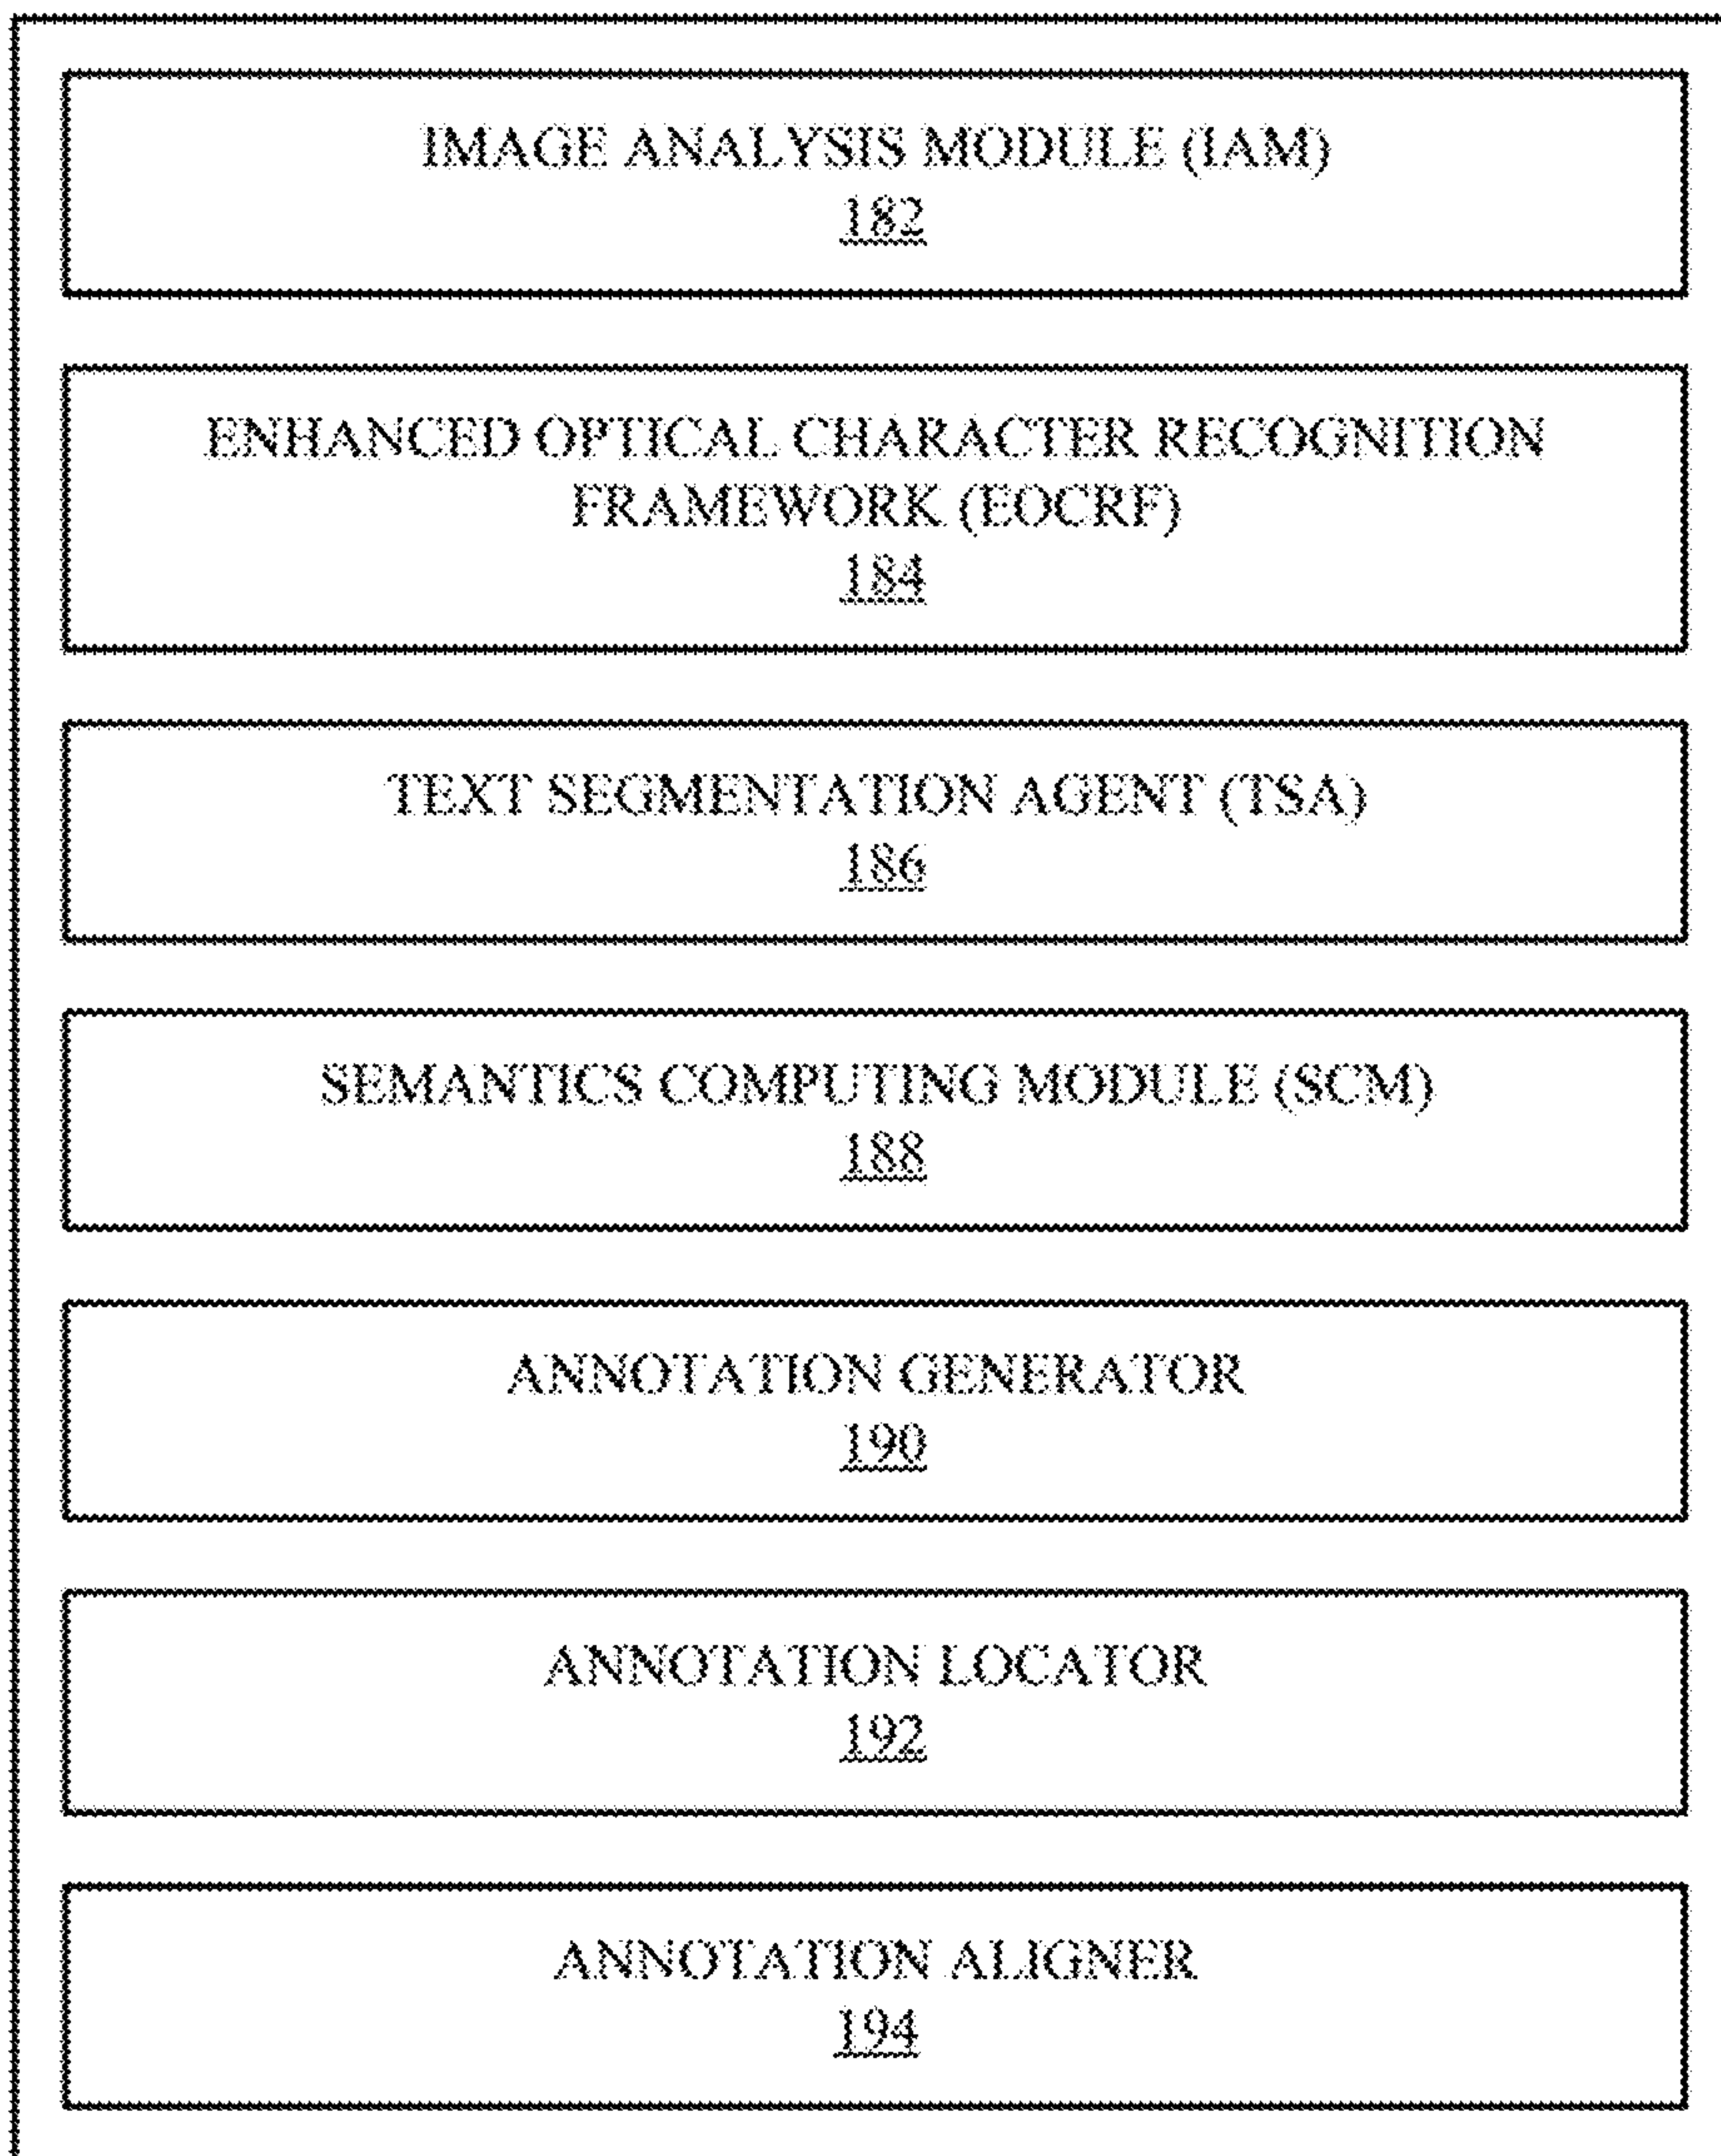 IMAGE ANALYSIS MODULE (IAM)
182
ENHANCED OPTICAL CHARACTER RECOGNITION
FRAMEWORK (EOCRF)
184
TEXT SEGMENTATION AGENT (TSA)
186
SEMANTICS COMPUTING MODULE (SCM)
188
ANNOTATION GENERATOR
190
ANNOTATION LOCATOR
192
ANNOTATION ALIGNER
194